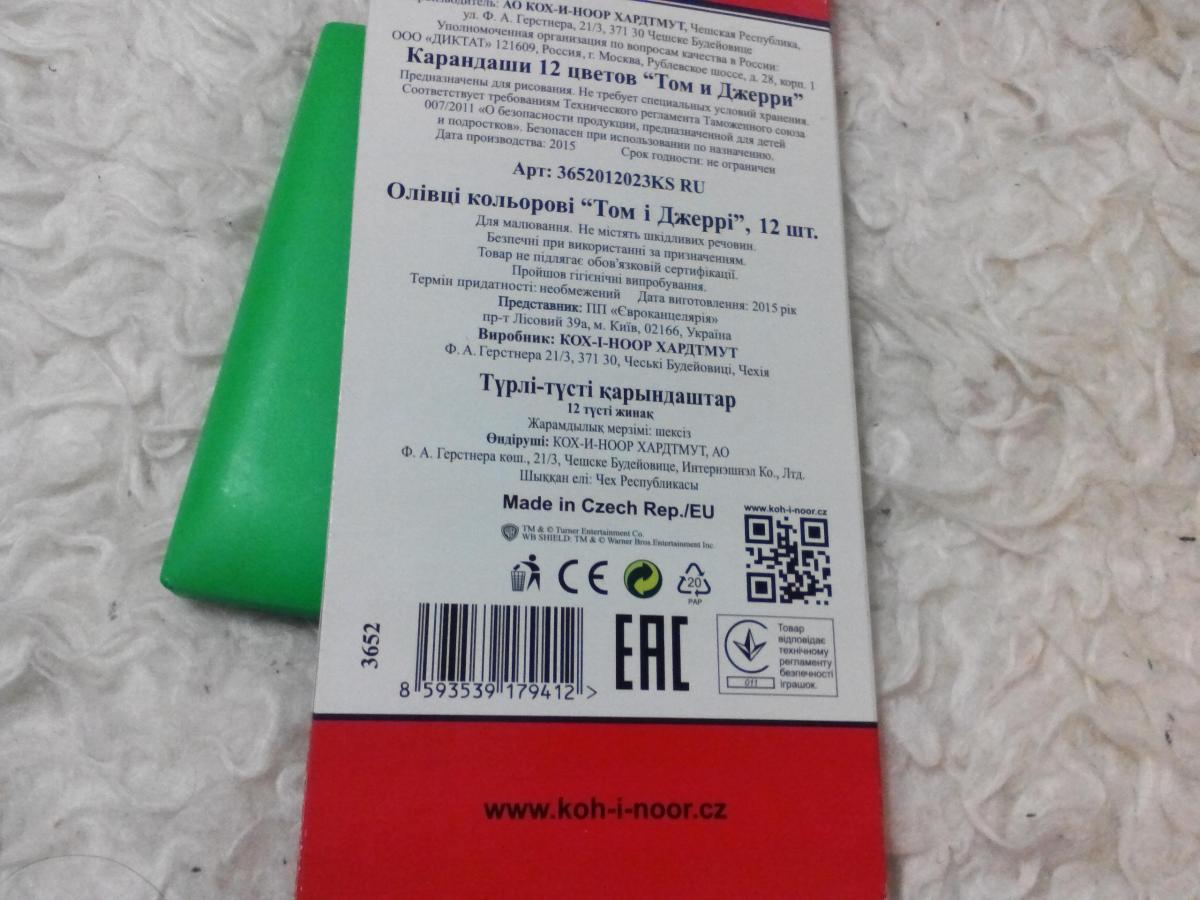 АО КОХ-И-НООР ХАРДТМУТ, Чешская Республика,
ул. Ф. А. Герстнера, 21/3, 371 30 Чешске Будейовице
Уполномоченная организация по вопросам качества в России:
ООО «ДИКТАТ» 121609, Россия, г. Москва, Рублевское шоссе, д. 28, корп. 1
Карандаши 12 цветов “Том и Джерри”
Предназначены для рисования. Не требует специальных условий хранения.
Соответствует требованиям Технического регламента Таможенного союза
007/2011 «О безопасности продукции, предназначенной для детей
и подростков». Безопасен при использовании по назначению.
Дата производства: 2015 Срок годности: не ограничен
Арт: 3652012023KS RU
Олівці кольорові “Том і Джеррі”, 12 шт.
Для малювання. Не містять шкідливих речовин.
Безпечні при використанні за призначенням.
Товар не підлягає обов'язковій сертифікації.
Пройшов гігієнічні випробування.
Термін придатності: необмежений Дата виготовлення: 2015 рік
Представник: ПП «Євроканцелярія»
пр-т Лісовий 39а, м. Київ, 02166, Україна
Виробник: КОХ-І-НООР ХАРДТМУТ
Ф. А. Герстнера 21/3, 371 30, Чеські Будейовиці, Чехія
Түрлі-түсті қарындаштар
12 түсті жинақ
Жарамдылық мерзімі: шексіз
Өндіруші: КОХ-И-НООР ХАРДТМУТ, АО
Ф. А. Герстнера көш., 21/3, Чешске Будейовице, Интернэшнэл Ко., Лтд.
Шыққан елі: Чех Республикасы
Made in Czech Rep./EU
www.koh-i-noor.cz
TM & © Turner Entertainment Co.
WB SHIELD: TM & © Warner Bros Entertainment Inc.
CE
20
PAP
3652
8 593539 179412 >
EAC
Товар
відповідає
технічному
регламенту
безпечності
іграшок.
011
www.koh-i-noor.cz